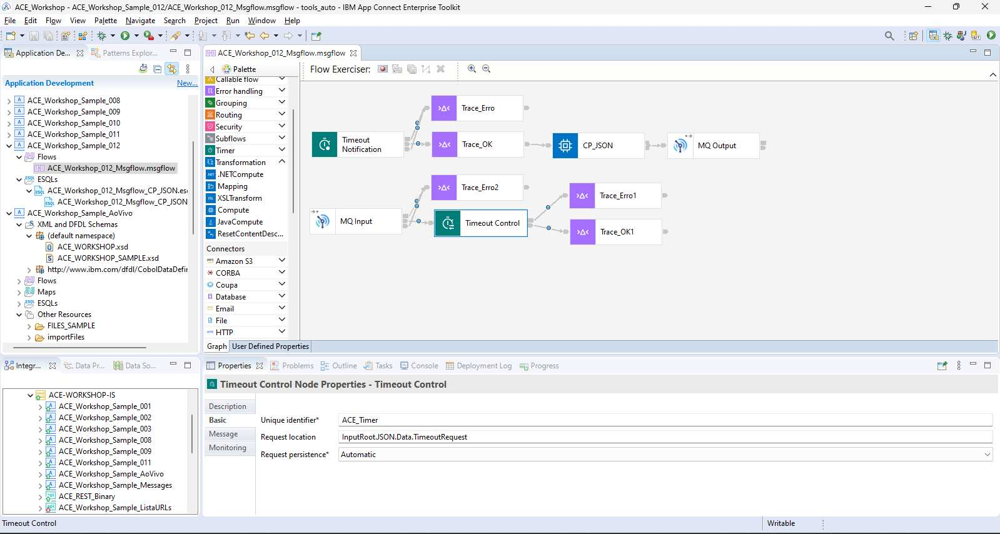 ACE_Workshop - ACE_Workshop_Sample_012/ACE_Workshop_012_Msgflow.msgflow - tools_auto - IBM App Connect Enterprise Toolkit
File Edit Flow View Palette Navigate Search Project Run Window Help
Application De... Patterns Explor...
Application Development New...
ACE_Workshop_Sample_008
ACE_Workshop_Sample_009
ACE_Workshop_Sample_010
ACE_Workshop_Sample_011
ACE_Workshop_Sample_012
Flows
ACE_Workshop_012_Msgflow.msgflow
ESQLs
ACE_Workshop_012_Msgflow_CP_JSON.es
ACE_Workshop_012_Msgflow_CP_JSON
ACE_Workshop_Sample_AoVivo
XML and DFDL Schemas
(default namespace)
ACE_WORKSHOP.xsd
ACE_WORKSHOP_SAMPLE.xsd
http://www.ibm.com/dfdl/CobolDataDefin
Flows
Maps
ESQLs
Other Resources
FILES_SAMPLE
importFiles
ACE_Workshop_012_Msgflow.msgflow
Palette
Callable flow
Error handling
Grouping
Routing
Security
Subflows
Timer
Transformation
.NETCompute
Mapping
XSLTransform
Compute
JavaCompute
ResetContentDesc...
Connectors
Amazon S3
CORBA
Coupa
Database
Email
File
HTTP
Flow Exerciser:
Trace_Erro
Timeout Notification
Trace_OK
CP_JSON
MQ Output
Trace_Erro2
MQ Input
Timeout Control
Trace_Erro1
Trace_OK1
Graph User Defined Properties
Integr... Data Pr... Data So...
ACE-WORKSHOP-IS
ACE_Workshop_Sample_001
ACE_Workshop_Sample_002
ACE_Workshop_Sample_003
ACE_Workshop_Sample_008
ACE_Workshop_Sample_009
ACE_Workshop_Sample_011
ACE_Workshop_Sample_AoVivo
ACE_Workshop_Sample_Messages
ACE_REST_Binary
ACE_Workshop_Sample_ListaURLs
Properties Problems Outline Tasks Console Deployment Log Progress
Timeout Control Node Properties - Timeout Control
Description
Basic
Message
Monitoring
Unique identifier* ACE_Timer
Request location InputRoot.JSON.Data.TimeoutRequest
Request persistence* Automatic
Timeout Control Writable